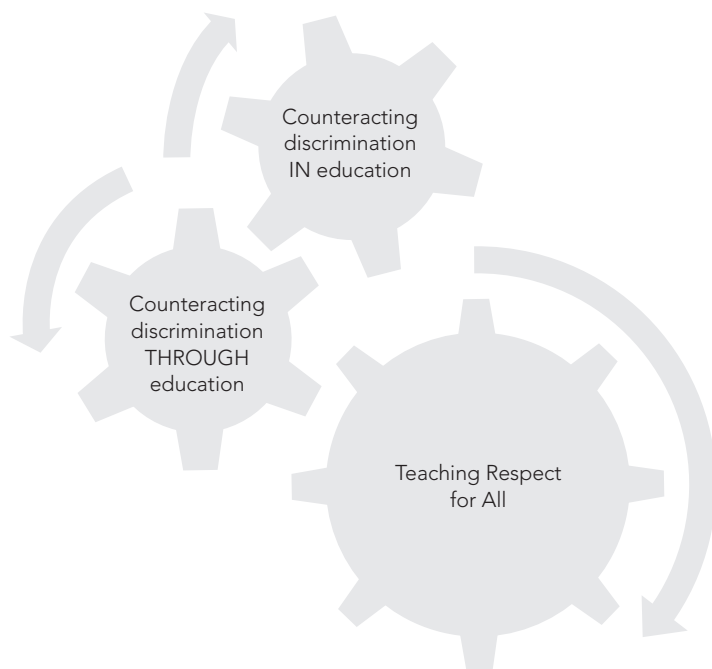 Counteracting
discrimination
IN education
Counteracting
discrimination
THROUGH
education
Teaching Respect
for All